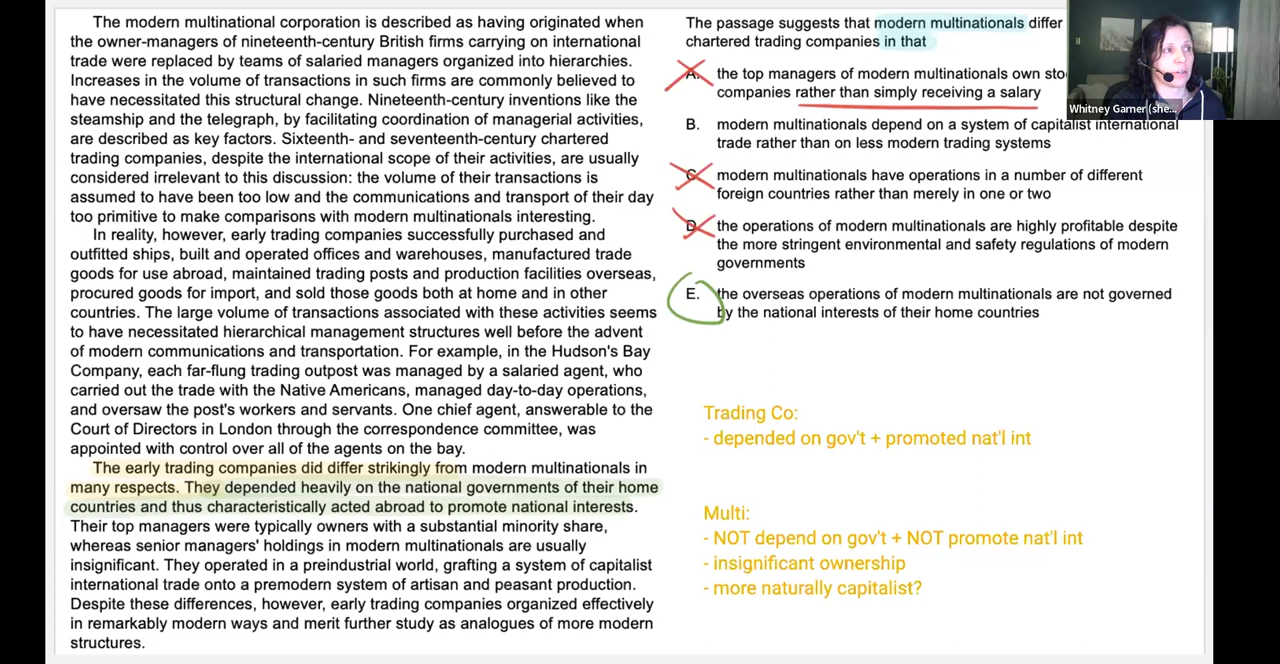 The modern multinational corporation is described as having originated when
the owner-managers of nineteenth-century British firms carrying on international
trade were replaced by teams of salaried managers organized into hierarchies.
Increases in the volume of transactions in such firms are commonly believed to
have necessitated this structural change. Nineteenth-century inventions like the
steamship and the telegraph, by facilitating coordination of managerial activities,
are described as key factors. Sixteenth- and seventeenth-century chartered
trading companies, despite the international scope of their activities, are usually
considered irrelevant to this discussion: the volume of their transactions is
assumed to have been too low and the communications and transport of their day
too primitive to make comparisons with modern multinationals interesting.
In reality, however, early trading companies successfully purchased and
outfitted ships, built and operated offices and warehouses, manufactured trade
goods for use abroad, maintained trading posts and production facilities overseas,
procured goods for import, and sold those goods both at home and in other
countries. The large volume of transactions associated with these activities seems
to have necessitated hierarchical management structures well before the advent
of modern communications and transportation. For example, in the Hudson's Bay
Company, each far-flung trading outpost was managed by a salaried agent, who
carried out the trade with the Native Americans, managed day-to-day operations,
and oversaw the post's workers and servants. One chief agent, answerable to the
Court of Directors in London through the correspondence committee, was
appointed with control over all of the agents on the bay.
The early trading companies did differ strikingly from modern multinationals in
many respects. They depended heavily on the national governments of their home
countries and thus characteristically acted abroad to promote national interests.
Their top managers were typically owners with a substantial minority share,
whereas senior managers' holdings in modern multinationals are usually
insignificant. They operated in a preindustrial world, grafting a system of capitalist
international trade onto a premodern system of artisan and peasant production.
Despite these differences, however, early trading companies organized effectively
in remarkably modern ways and merit further study as analogues of more modern
structures.
The passage suggests that modern multinationals differ
chartered trading companies in that
A. the top managers of modern multinationals own
companies rather than simply receiving a salary
B. modern multinationals depend on a system of capitalist international
trade rather than on less modern trading systems
C. modern multinationals have operations in a number of different
foreign countries rather than merely in one or two
D. the operations of modern multinationals are highly profitable despite
the more stringent environmental and safety regulations of modern
governments
E. the overseas operations of modern multinationals are not governed
by the national interests of their home countries
Trading Co:
- depended on gov't + promoted nat'l int
Multi:
- NOT depend on gov't + NOT promote nat'l int
- insignificant ownership
- more naturally capitalist?
Whitney Garner (she...